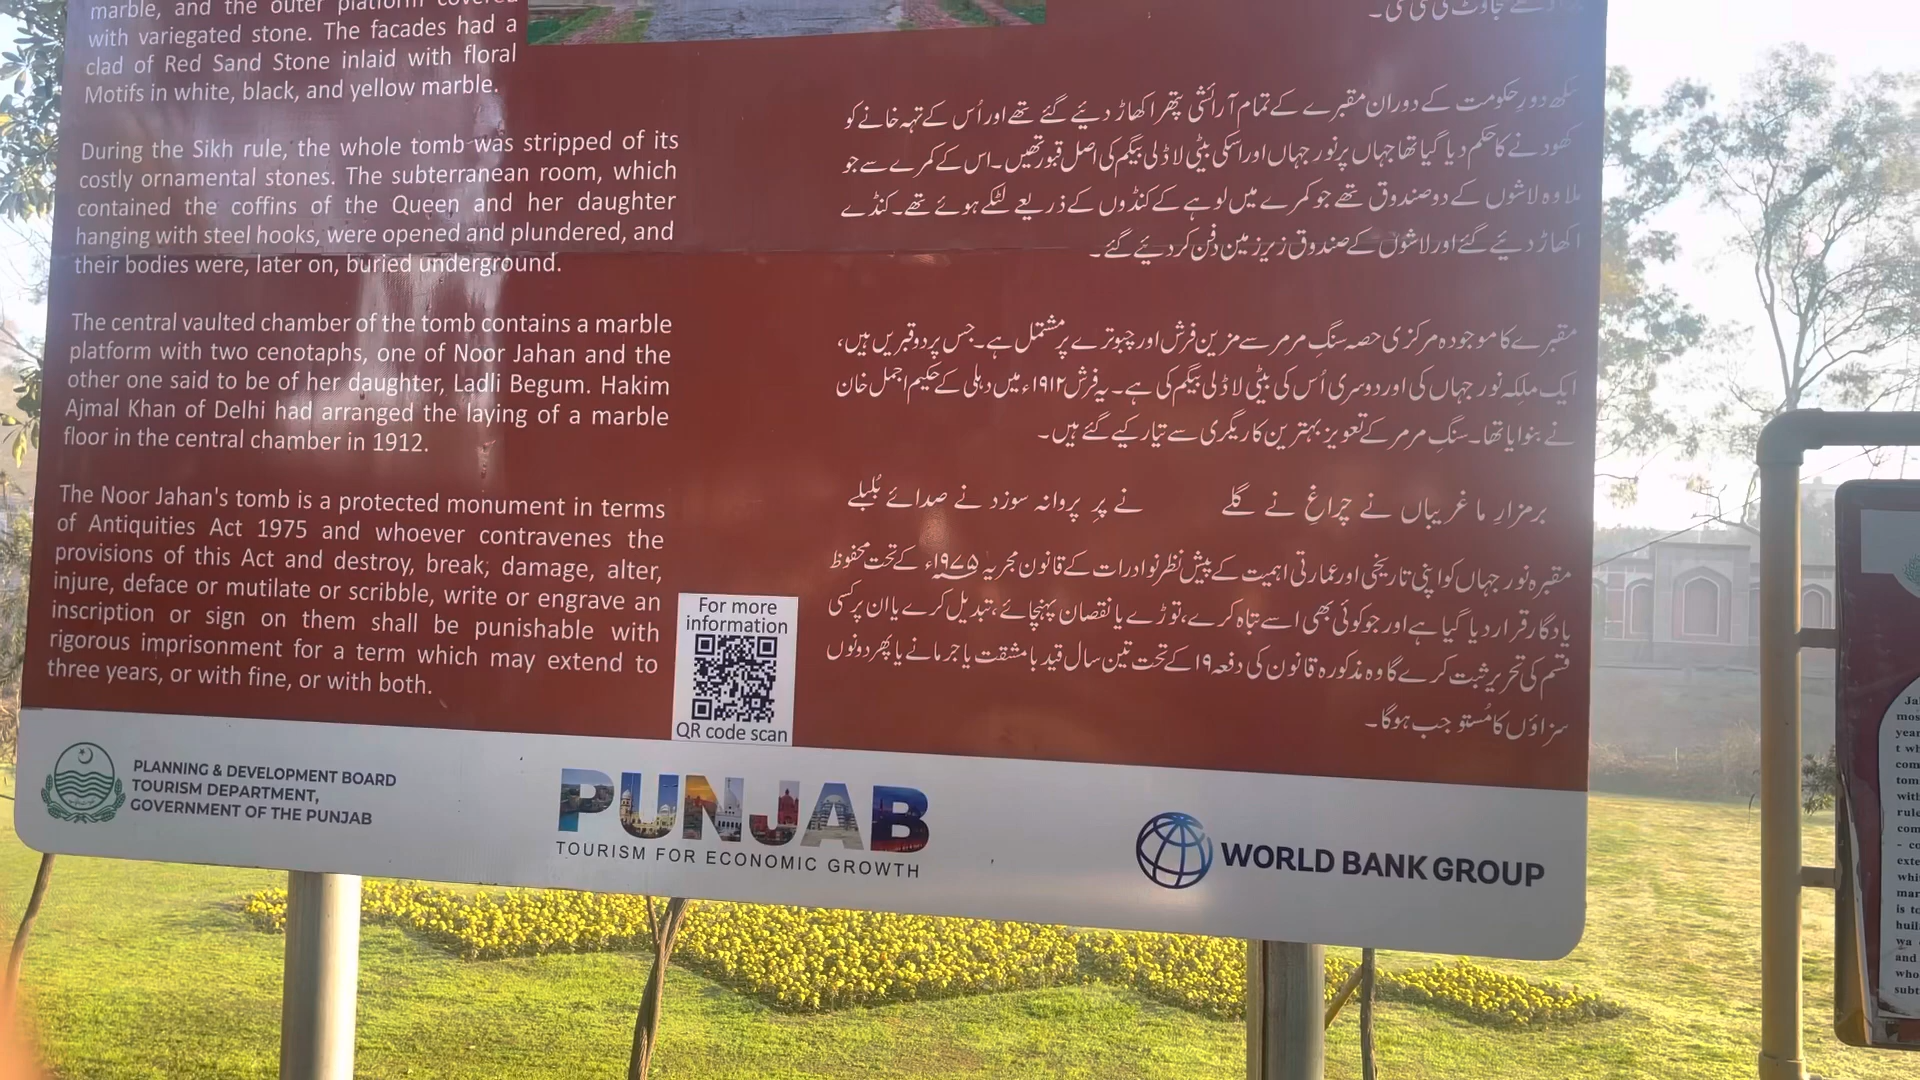 marble, and the outer platform covered
with variegated stone. The facades had a
clad of Red Sand Stone inlaid with floral
Motifs in white, black, and yellow marble.
During the Sikh rule, the whole tomb was stripped of its
costly ornamental stones. The subterranean room, which
contained the coffins of the Queen and her daughter
hanging with steel hooks, were opened and plundered, and
their bodies were, later on, buried underground.
The central vaulted chamber of the tomb contains a marble
platform with two cenotaphs, one of Noor Jahan and the
other one said to be of her daughter, Ladli Begum. Hakim
Ajmal Khan of Delhi had arranged the laying of a marble
floor in the central chamber in 1912.
The Noor Jahan's tomb is a protected monument in terms
of Antiquities Act 1975 and whoever contravenes the
provisions of this Act and destroy, break; damage, alter,
injure, deface or mutilate or scribble, write or engrave an
inscription or sign on them shall be punishable with
rigorous imprisonment for a term which may extend to
three years, or with fine, or with both.
For more
information
QR code scan
سکھ دورِ حکومت کے دوران مقبرے کے تمام آرائشی پتھر اکھاڑ دیئے گئے تھے اور اُس کے تہہ خانے کو
کھودنے کا حکم دیا گیا تھا جہاں پر نور جہاں اور اسکی بیٹی لاڈلی بیگم کی اصل قبور تھیں۔ اس کے کمرے سے جو
ملا وہ لاشوں کے دو صندوق تھے جو کمرے میں لوہے کے کنڈوں کے ذریعے لٹکے ہوئے تھے۔ کنڈے
اکھاڑ دیئے گئے اور لاشوں کے صندوق زیرِ زمین دفن کر دیئے گئے۔
مقبرے کا موجودہ مرکزی حصہ سنگِ مرمر سے مزین فرش اور چبوترے پر مشتمل ہے۔ جس پر دو قبریں ہیں،
ایک ملکہ نور جہاں کی اور دوسری اُس کی بیٹی لاڈلی بیگم کی ہے۔ یہ فرش ۱۹۱۲ء میں دہلی کے حکیم اجمل خان
نے بنوایا تھا۔ سنگِ مرمر کے تعویز بہترین کاریگری سے تیار کیے گئے ہیں۔
برمزارِ ما غریباں نے چراغِ نے گلے نے پرِ پروانہ سوزد نے صدائے بُلبلے
مقبرہ نور جہاں کو اپنی تاریخی اور عمارتی اہمیت کے پیش نظر نوادرات کے قانون مجریہ ۱۹۷۵ء کے تحت محفوظ
یادگار قرار دیا گیا ہے اور جو کوئی بھی اسے تباہ کرے، توڑے یا نقصان پہنچائے، تبدیل کرے یا ان پر کسی
قسم کی تحریر ثبت کرے گا وہ مذکورہ قانون کی دفعہ ۱۹ کے تحت تین سال قید با مشقت یا جرمانے یا پھر دونوں
سزاؤں کا مُستوجب ہوگا۔
PLANNING & DEVELOPMENT BOARD
TOURISM DEPARTMENT,
GOVERNMENT OF THE PUNJAB
PUNJAB
TOURISM FOR ECONOMIC GROWTH
WORLD BANK GROUP